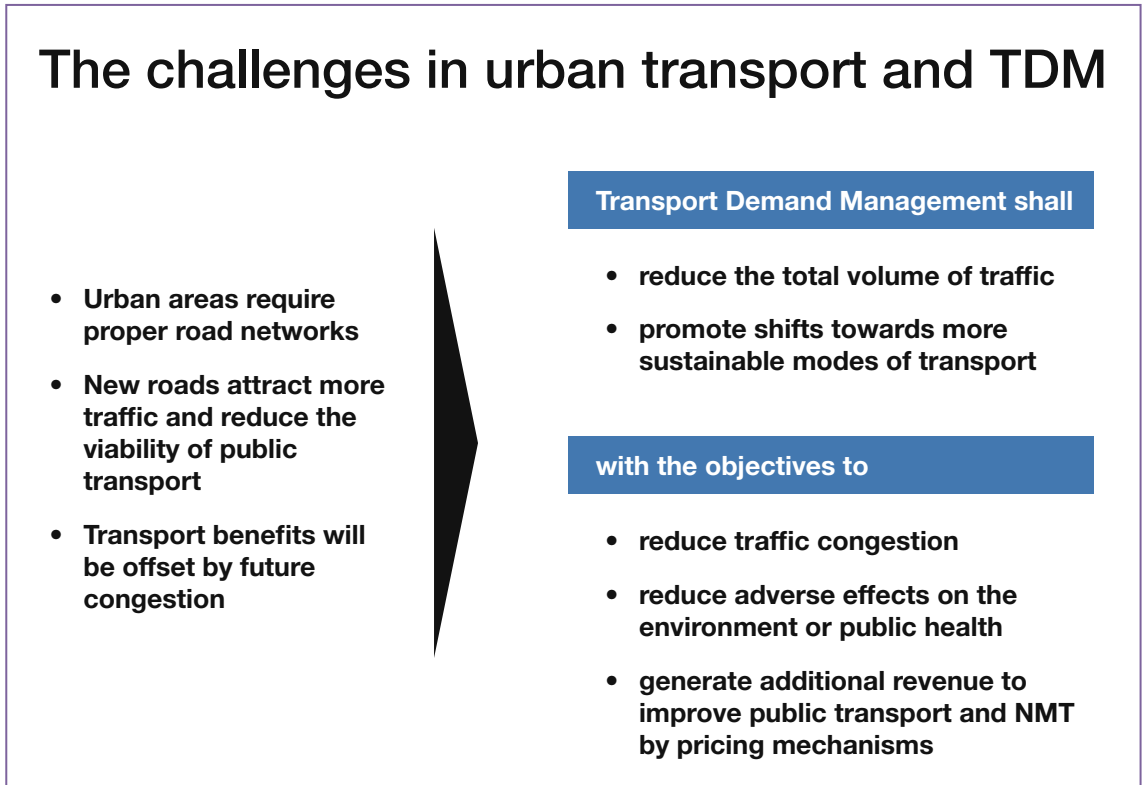 The challenges in urban transport and TDM
• Urban areas require
proper road networks
• New roads attract more
traffic and reduce the
viability of public
transport
• Transport benefits will
be offset by future
congestion
Transport Demand Management shall
• reduce the total volume of traffic
• promote shifts towards more
sustainable modes of transport
with the objectives to
• reduce traffic congestion
• reduce adverse effects on the
environment or public health
• generate additional revenue to
improve public transport and NMT
by pricing mechanisms